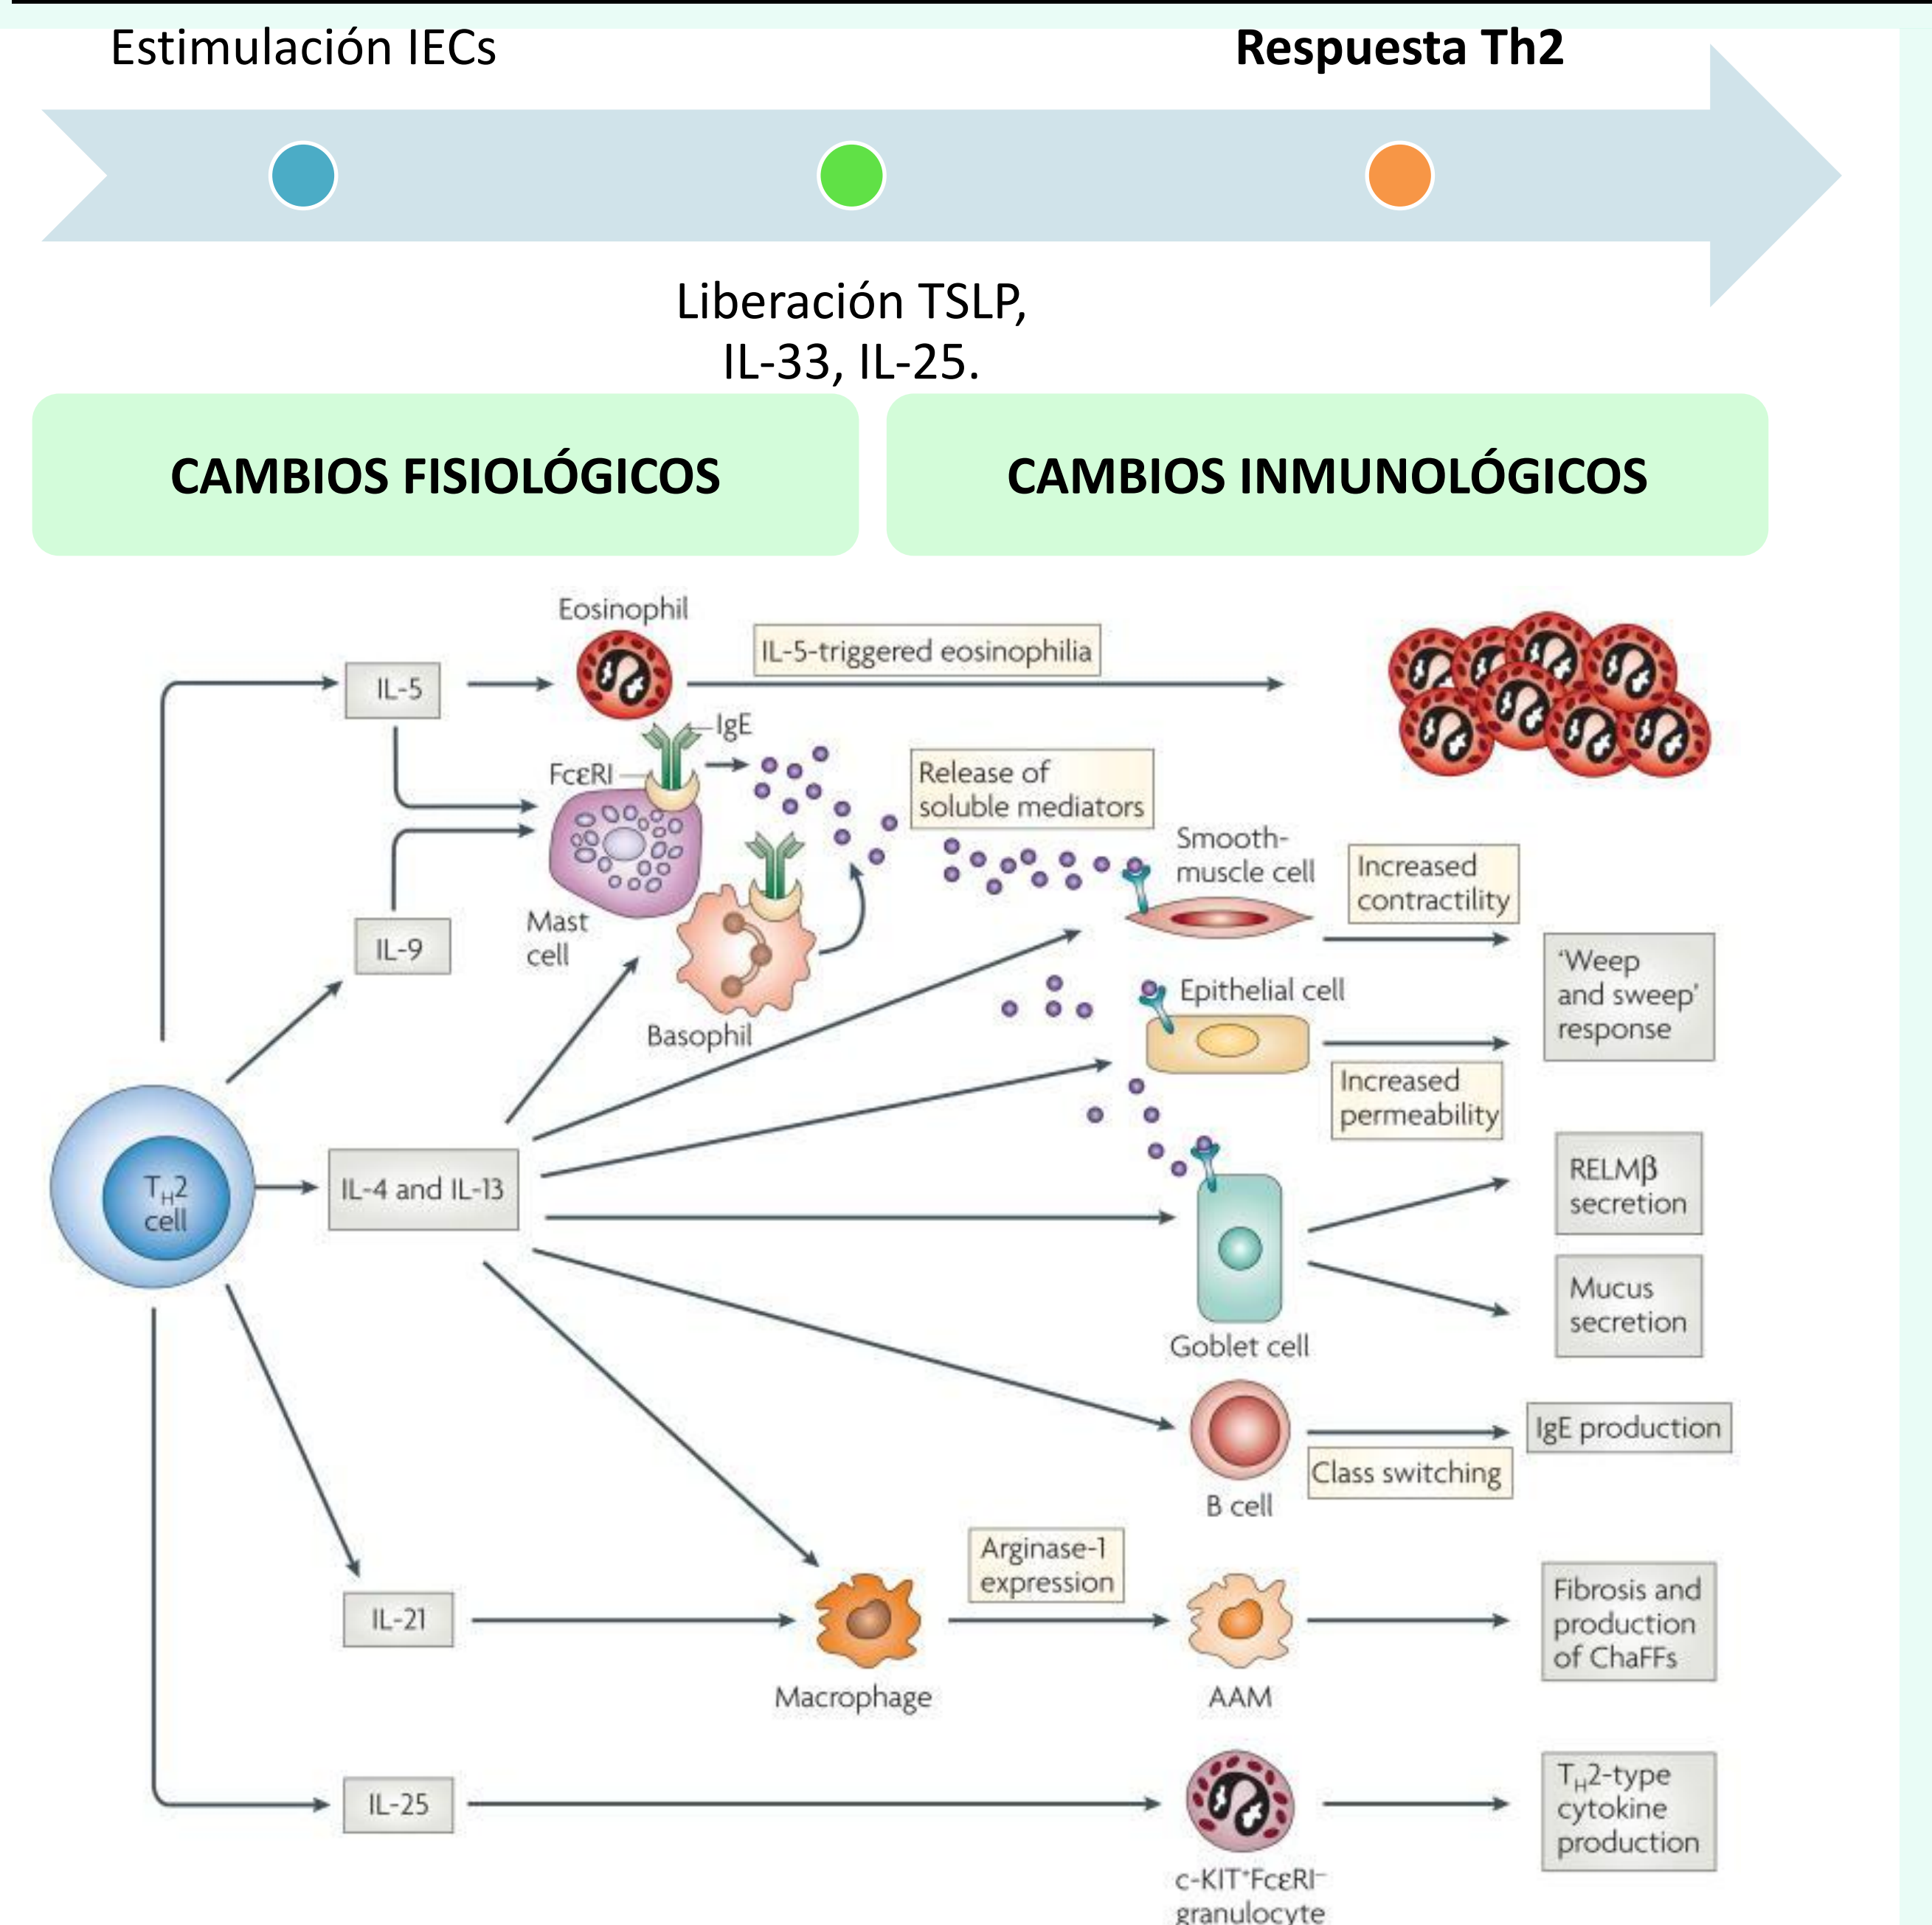 Estimulación IECs
Respuesta Th2
Liberación TSLP,
IL-33, IL-25.
CAMBIOS FISIOLÓGICOS
CAMBIOS INMUNOLÓGICOS
Eosinophil
IL-5-triggered eosinophilia
IL-5
IgE
FcεRI
Release of
soluble mediators
Smooth-
muscle cell
Increased
contractility
Mast
cell
IL-9
'Weep
and sweep'
response
Epithelial cell
Basophil
Increased
permeability
TH2
cell
IL-4 and IL-13
RELMβ
secretion
Mucus
secretion
Goblet cell
IgE production
Class switching
B cell
Arginase-1
expression
IL-21
Fibrosis and
production
of ChaFFs
Macrophage
AAM
IL-25
TH2-type
cytokine
production
c-KIT⁺FcεRI⁻
granulocyte